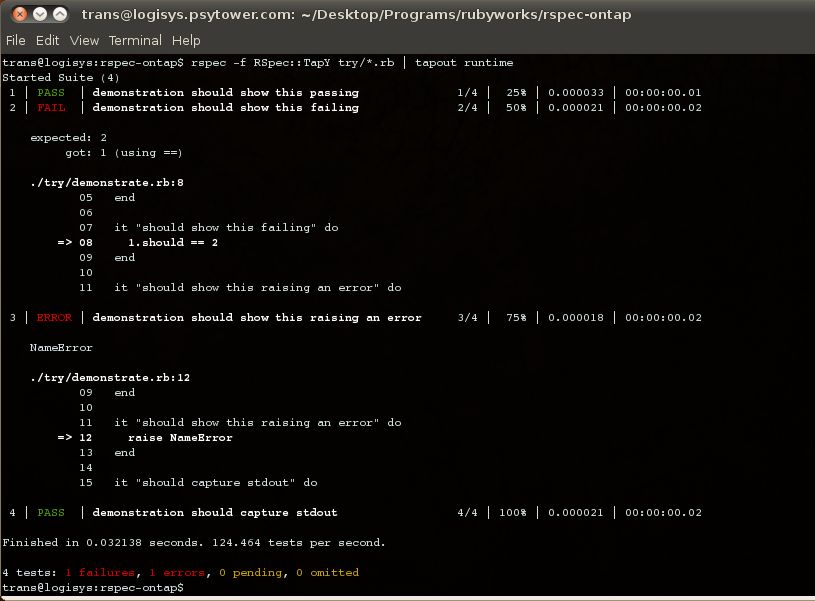 trans@logisys.psytower.com: ~/Desktop/Programs/rubyworks/rspec-ontap
File Edit View Terminal Help
trans@logisys:rspec-ontap$ rspec -f RSpec::TapY try/*.rb | tapout runtime
Started Suite (4)
1 | PASS | demonstration should show this passing 1/4 | 25% | 0.000033 | 00:00:00.01
2 | FAIL | demonstration should show this failing 2/4 | 50% | 0.000021 | 00:00:00.02
expected: 2
got: 1 (using ==)
./try/demonstrate.rb:8
05 end
06
07 it "should show this failing" do
=> 08 1.should == 2
09 end
10
11 it "should show this raising an error" do
3 | ERROR | demonstration should show this raising an error 3/4 | 75% | 0.000018 | 00:00:00.02
NameError
./try/demonstrate.rb:12
09 end
10
11 it "should show this raising an error" do
=> 12 raise NameError
13 end
14
15 it "should capture stdout" do
4 | PASS | demonstration should capture stdout 4/4 | 100% | 0.000021 | 00:00:00.02
Finished in 0.032138 seconds. 124.464 tests per second.
4 tests: 1 failures, 1 errors, 0 pending, 0 omitted
trans@logisys:rspec-ontap$